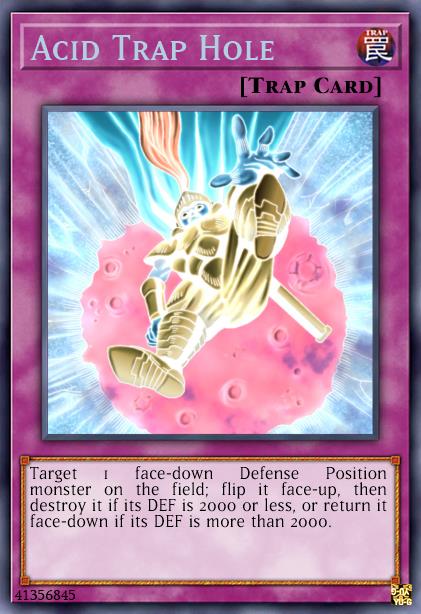 Acid Trap Hole
TRAP
罠
[Trap Card]
Target 1 face-down Defense Position
monster on the field; flip it face-up, then
destroy it if its DEF is 2000 or less, or return it
face-down if its DEF is more than 2000.
41356845